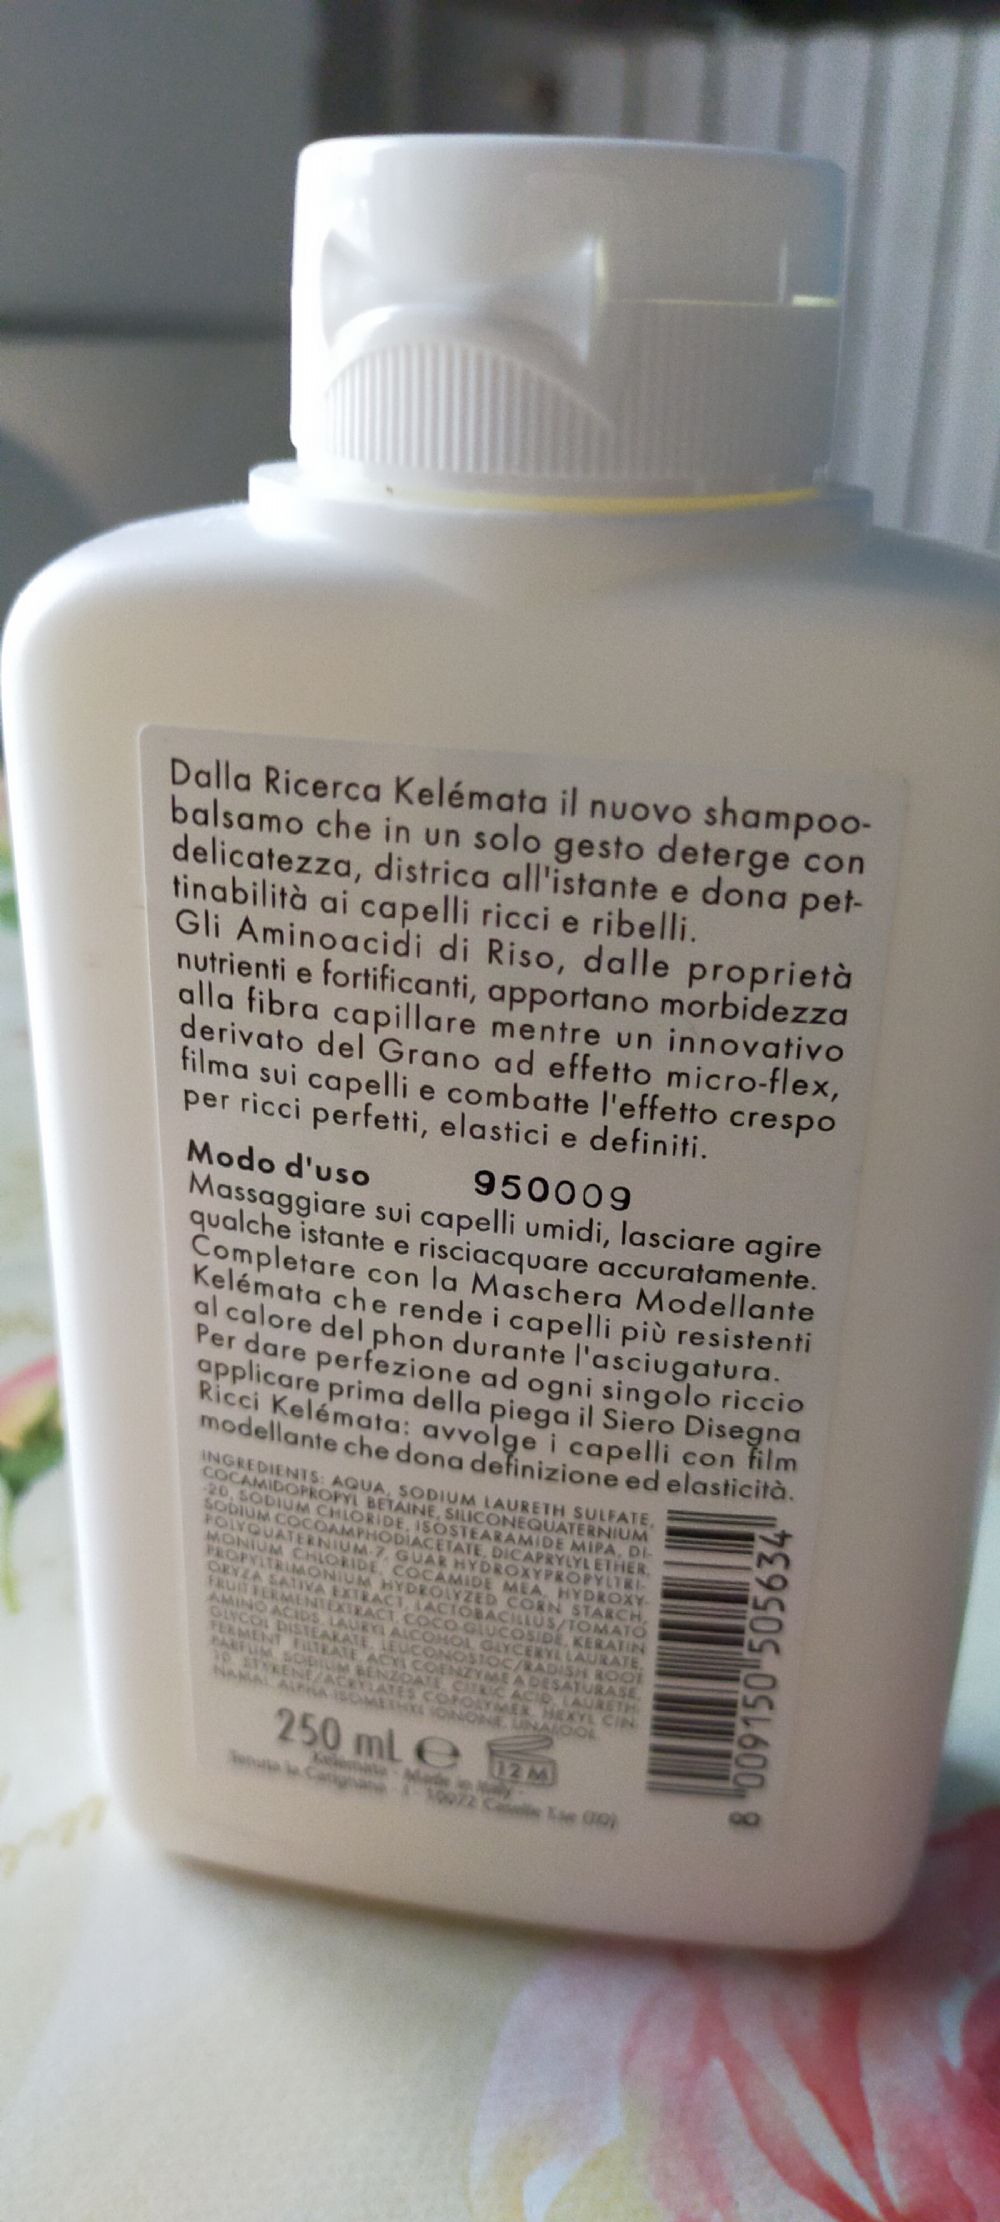 Dalla Ricerca Kelémata il nuovo shampoo-
balsamo che in un solo gesto deterge con
delicatezza, districa all'istante e dona pet-
tinabilità ai capelli ricci e ribelli.
Gli Aminoacidi di Riso, dalle proprietà
nutrienti e fortificanti, apportano morbidezza
alla fibra capillare mentre un innovativo
derivato del Grano ad effetto micro-flex,
filma sui capelli e combatte l'effetto crespo
per ricci perfetti, elastici e definiti.
Modo d'uso 950009
Massaggiare sui capelli umidi, lasciare agire
qualche istante e risciacquare accuratamente.
Completare con la Maschera Modellante
Kelémata che rende i capelli più resistenti
al calore del phon durante l'asciugatura.
Per dare perfezione ad ogni singolo riccio
applicare prima della piega il Siero Disegna
Ricci Kelémata: avvolge i capelli con film
modellante che dona definizione ed elasticità.
INGREDIENTS: AQUA, SODIUM LAURETH SULFATE,
COCAMIDOPROPYL BETAINE, SILICONEQUATERNIUM
-20, SODIUM CHLORIDE, ISOSTEARAMIDE MIPA, DI-
SODIUM COCOAMPHODIACETATE, DICAPRYLYL ETHER,
POLYQUATERNIUM-7, GUAR HYDROXYPROPYLTRI-
MONIUM CHLORIDE, COCAMIDE MEA, HYDROXY-
PROPYLTRIMONIUM HYDROLYZED CORN STARCH,
ORYZA SATIVA EXTRACT, LACTOBACILLUS/TOMATO
FRUIT FERMENT EXTRACT, COCO-GLUCOSIDE, KERATIN
AMINO ACIDS, LAURYL ALCOHOL, GLYCERYL LAURATE,
GLYCOL DISTEARATE, LEUCONOSTOC/RADISH ROOT
FERMENT FILTRATE, ACYL COENZYME A DESATURASE,
PARFUM, SODIUM BENZOATE, CITRIC ACID, LAURETH-
10, STYRENE/ACRYLATES COPOLYMER, HEXYL CIN-
NAMAL, ALPHA-ISOMETHYL IONONE, LINALOOL
250 mL e 12 M
Kelemata - Made in Italy -
10072 Caselle T.se (TO)
8 009150 505634